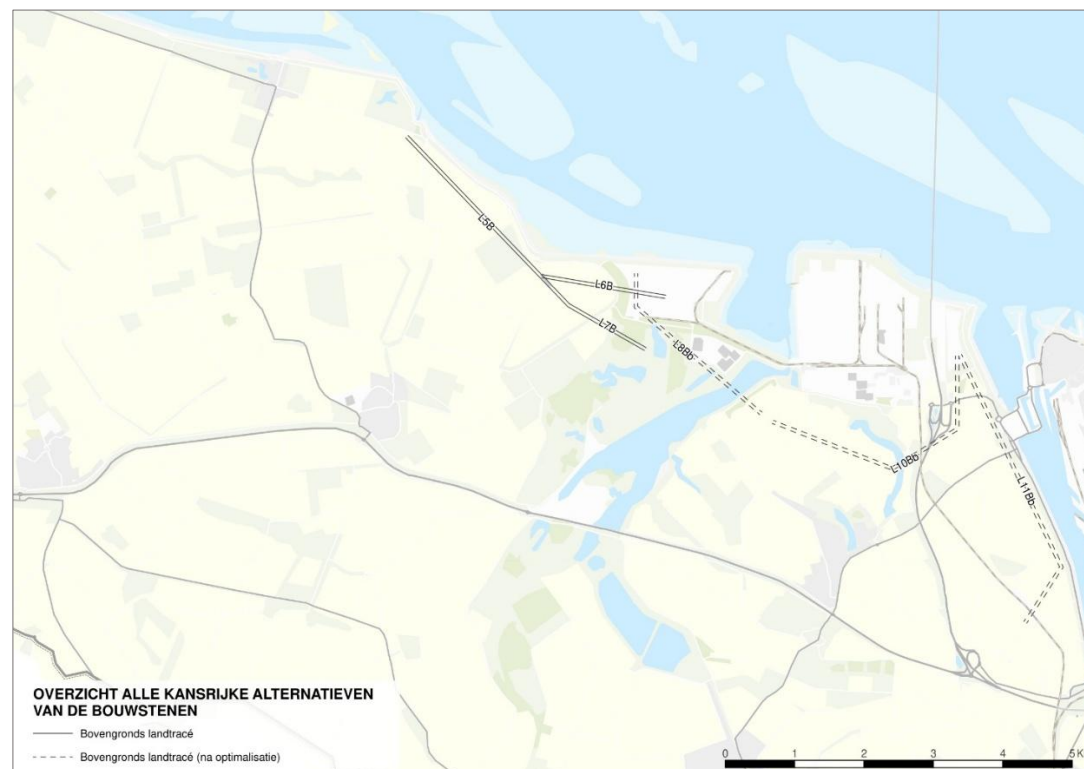 L5B
L6B
L7B
L8Bb
L10Bb
L11Bb
OVERZICHT ALLE KANSRIJKE ALTERNATIEVEN
VAN DE BOUWSTENEN
Bovengronds landtracé
Bovengronds landtracé (na optimalisatie)
0 1 2 3 4 5 K